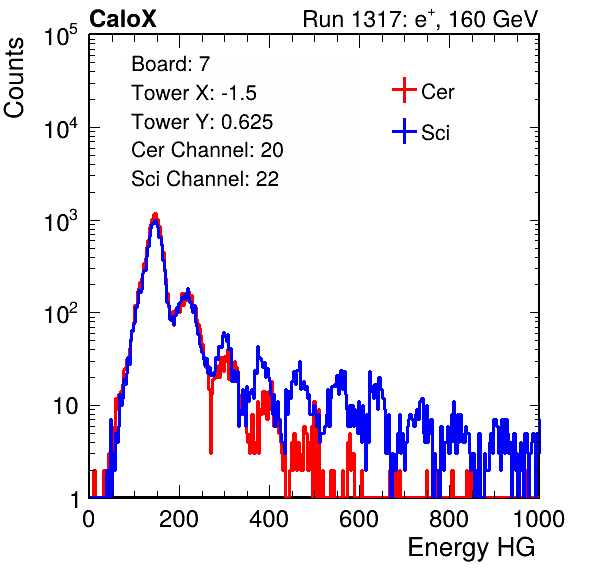 CaloX Run 1317: e⁺, 160 GeV
Counts
10⁵
10⁴
10³
10²
10
1
Board: 7
Tower X: -1.5
Tower Y: 0.625
Cer Channel: 20
Sci Channel: 22
Cer
Sci
0 200 400 600 800 1000
Energy HG